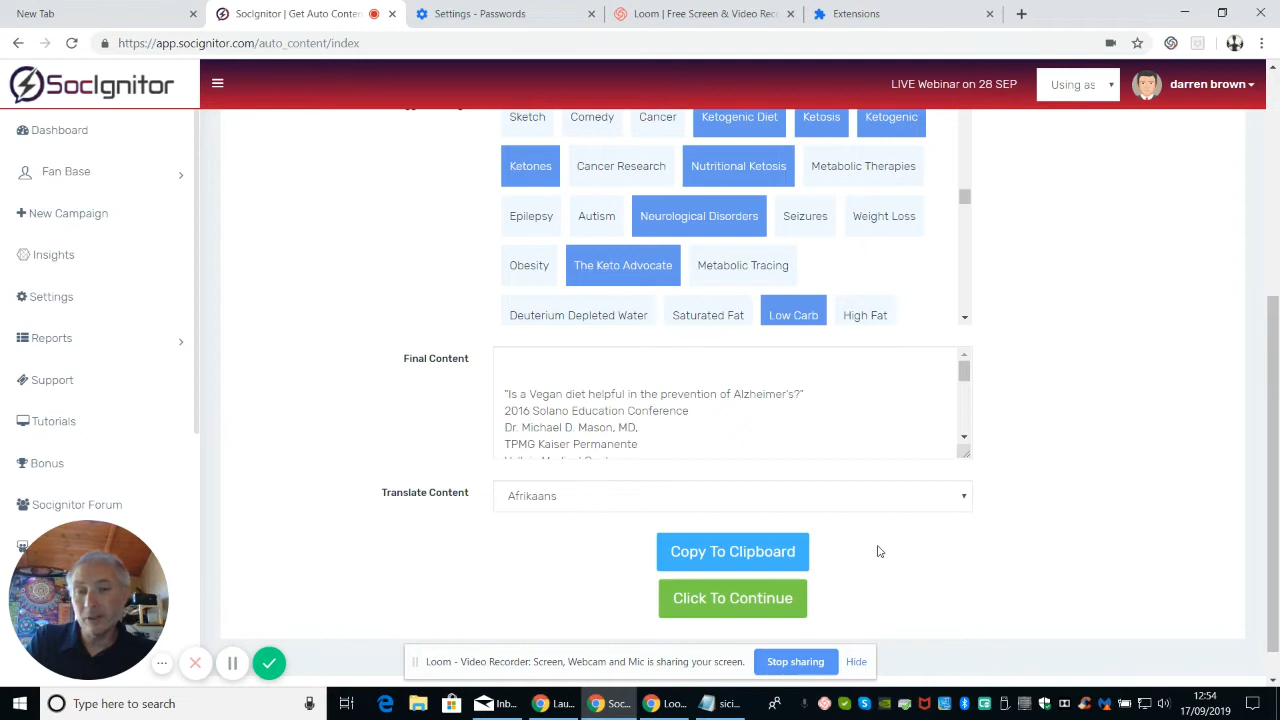 New Tab
SocIgnitor | Get Auto Conten
Settings - Passwords
Loom | Free Screen & Video Rec
Extensions
https://app.socignitor.com/auto_content/index
SocIgnitor
LIVE Webinar on 28 SEP
Using as
darren brown
Dashboard
Fan Base
New Campaign
Insights
Settings
Reports
Support
Tutorials
Bonus
Socignitor Forum
Sketch
Comedy
Cancer
Ketogenic Diet
Ketosis
Ketogenic
Ketones
Cancer Research
Nutritional Ketosis
Metabolic Therapies
Epilepsy
Autism
Neurological Disorders
Seizures
Weight Loss
Obesity
The Keto Advocate
Metabolic Tracing
Deuterium Depleted Water
Saturated Fat
Low Carb
High Fat
Final Content
"Is a Vegan diet helpful in the prevention of Alzheimer's?"
2016 Solano Education Conference
Dr. Michael D. Mason, MD,
TPMG Kaiser Permanente
Translate Content
Afrikaans
Copy To Clipboard
Click To Continue
Loom - Video Recorder: Screen, Webcam and Mic is sharing your screen.
Stop sharing
Hide
Type here to search
Inb...
Lau...
Soc...
Loo...
sici...
12:54
17/09/2019